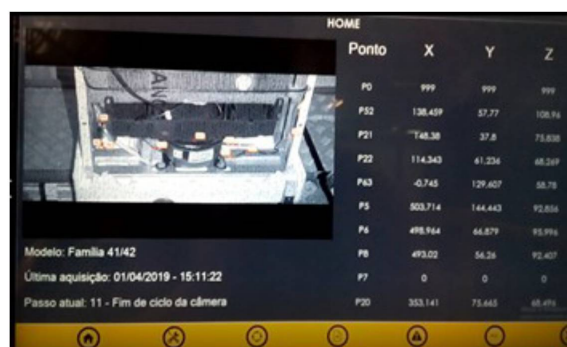 HOME
Ponto X Y Z
P0 999 999 999
P52 138.459 57.77 108.96
P21 148.38 37.8 75.838
P22 114.343 61.236 68.269
P63 -0.745 129.607 58.78
P5 503.714 144.443 92.856
P6 498.964 66.879 95.996
P8 493.02 56.26 92.407
P7 0 0 0
P20 353.141 75.665 68.496
Modelo: Família 41/42
Última aquisição: 01/04/2019 - 15:11:22
Passo atual: 11 - Fim de ciclo da câmera